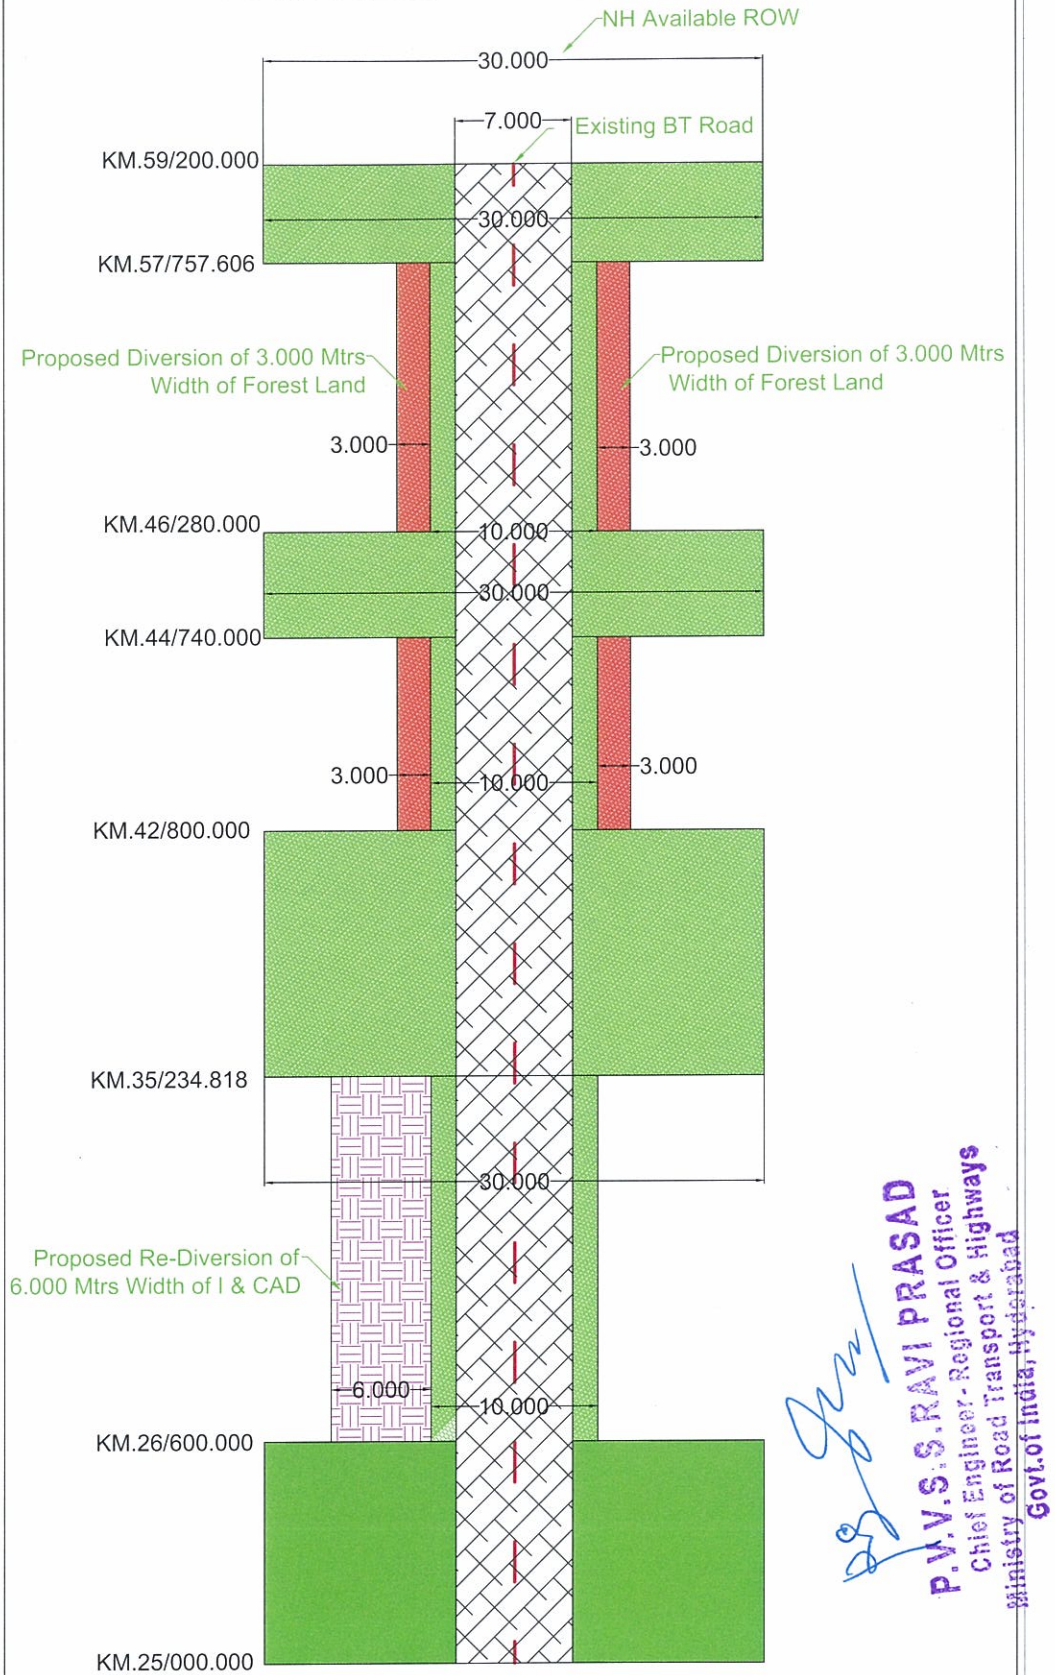 NH Available ROW
30.000
7.000
Existing BT Road
KM.59/200.000
30.000
KM.57/757.606
Proposed Diversion of 3.000 Mtrs
Width of Forest Land
Proposed Diversion of 3.000 Mtrs
Width of Forest Land
3.000
3.000
KM.46/280.000
10.000
30.000
KM.44/740.000
3.000
10.000
3.000
KM.42/800.000
KM.35/234.818
30.000
Proposed Re-Diversion of
6.000 Mtrs Width of I & CAD
6.000
10.000
KM.26/600.000
KM.25/000.000
P.V.V.S.S.RAVI PRASAD
Chief Engineer-Regional Officer
Ministry of Road Transport & Highways
Govt.of India, Hyderabad